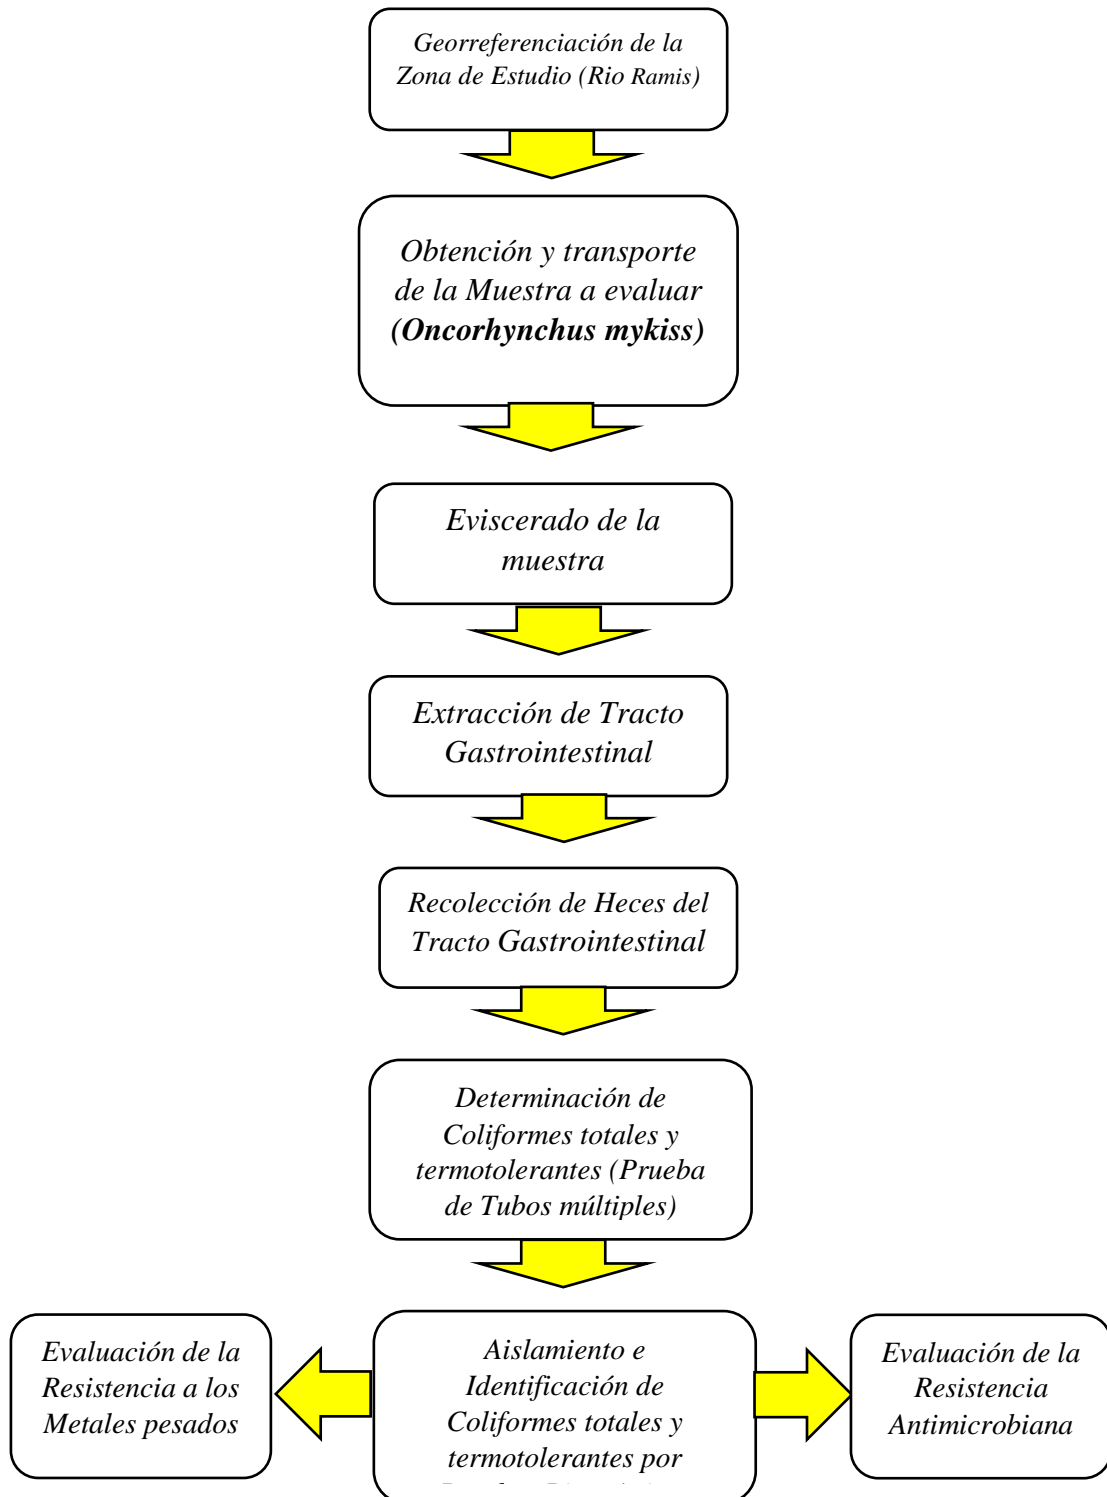 Georreferenciación de la
Zona de Estudio (Rio Ramis)
Obtención y transporte
de la Muestra a evaluar
(Oncorhynchus mykiss)
Eviscerado de la
muestra
Extracción de Tracto
Gastrointestinal
Recolección de Heces del
Tracto Gastrointestinal
Determinación de
Coliformes totales y
termotolerantes (Prueba
de Tubos múltiples)
Evaluación de la
Resistencia a los
Metales pesados
Aislamiento e
Identificación de
Coliformes totales y
termotolerantes por
Evaluación de la
Resistencia
Antimicrobiana